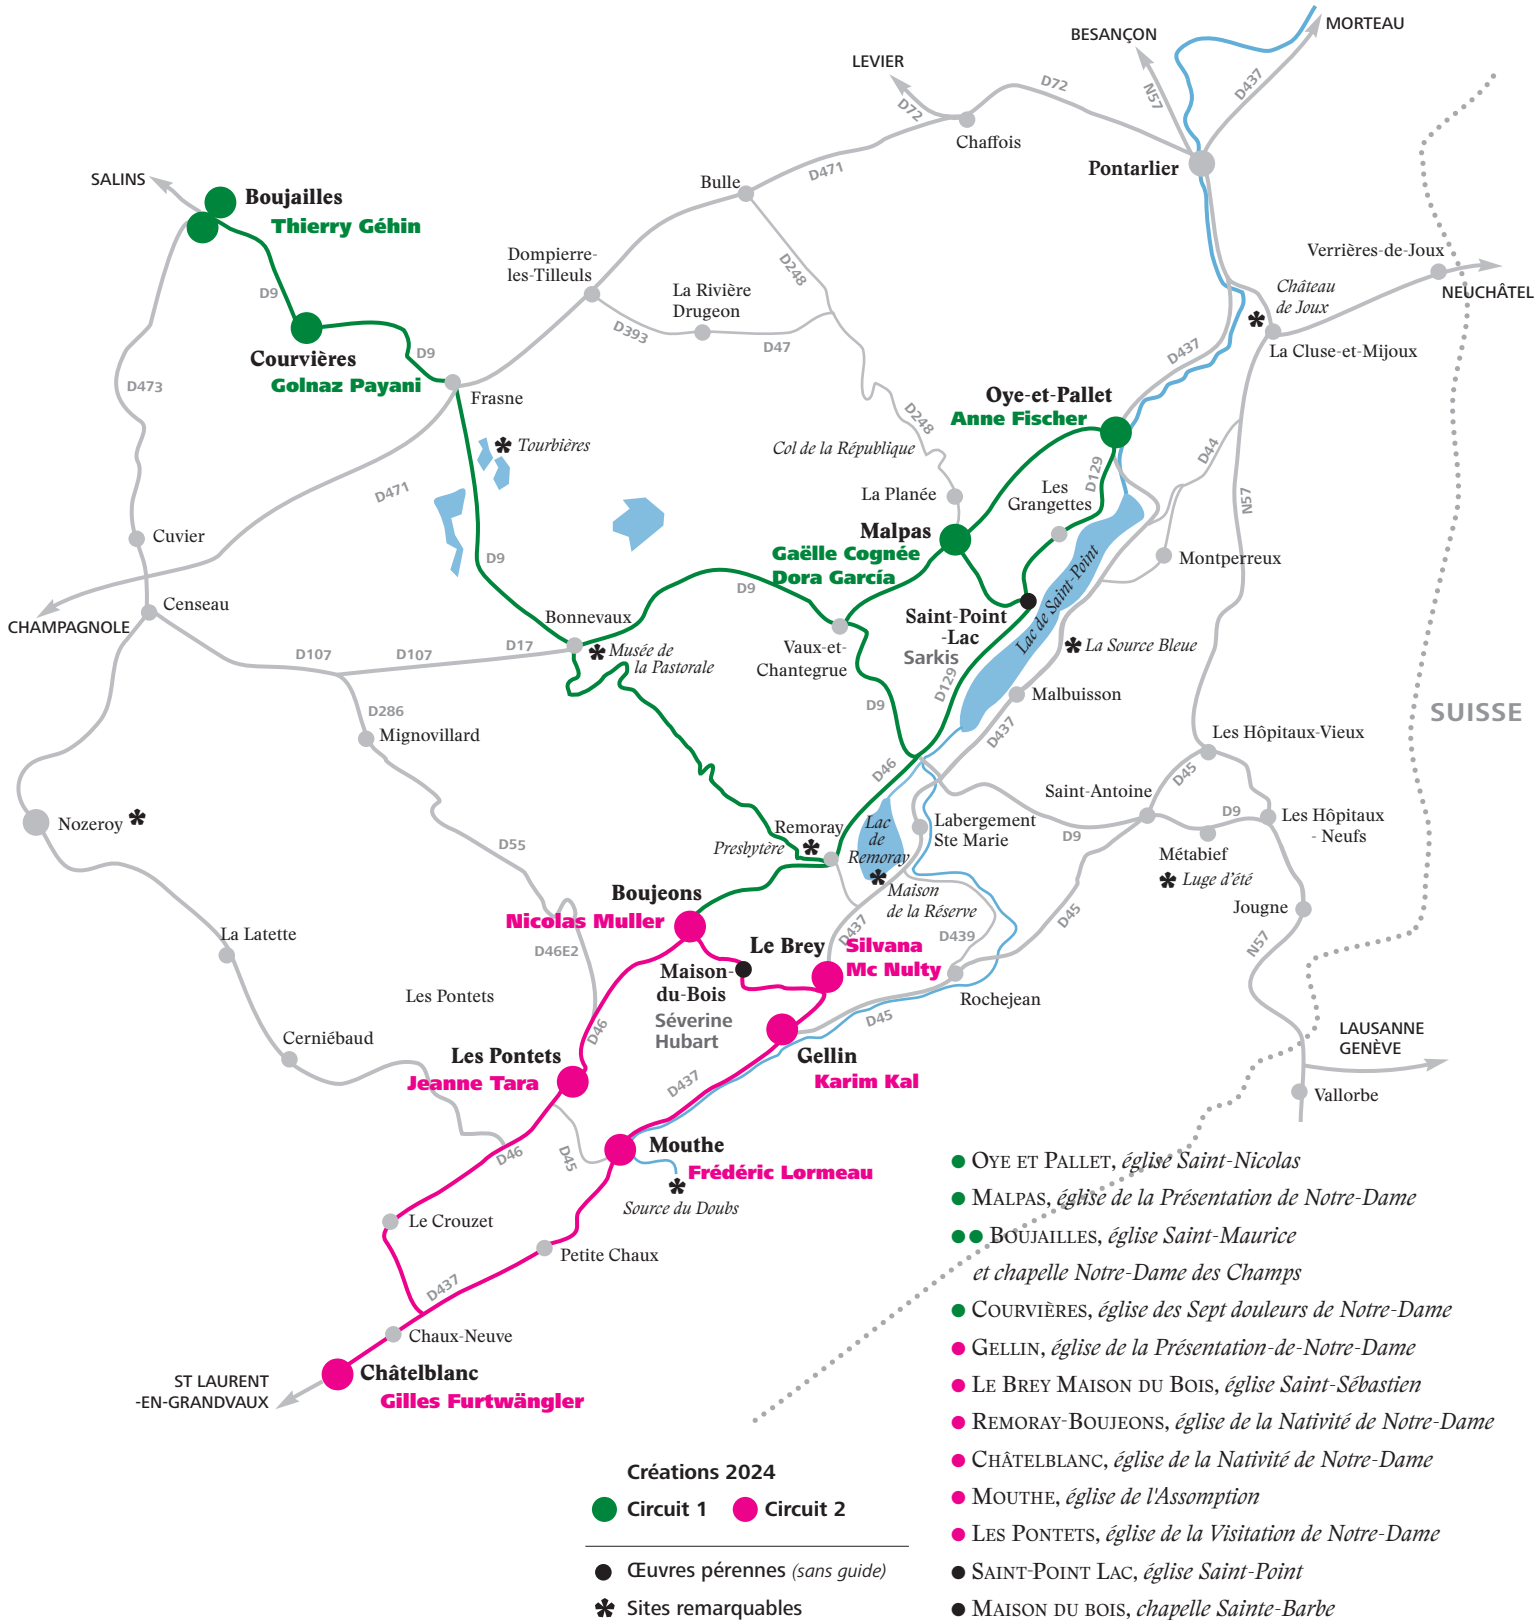 MORTEAU
BESANÇON
LEVIER
D72
D72
N57
D437
Chaffois
Pontarlier
D471
Bulle
SALINS
Boujailles
Thierry Géhin
Dompierre-
les-Tilleuls
D248
Verrières-de-Joux
NEUCHÂTEL
Château
de Joux
La Rivière
Drugeon
D9
D393
D47
D437
La Cluse-et-Mijoux
Courvières
Golnaz Payani
D9
D473
Frasne
Oye-et-Pallet
Anne Fischer
D248
Tourbières
Col de la République
D44
D129
D471
La Planée
Les
Grangettes
N57
Cuvier
Malpas
Gaëlle Cognée
Dora García
D9
Montperreux
Lac de Saint-Point
D9
Censeau
CHAMPAGNOLE
Bonnevaux
Saint-Point
-Lac
Sarkis
La Source Bleue
D17
D107
D107
Musée de
la Pastorale
Vaux-et-
Chantegrue
D129
Malbuisson
D9
D286
Mignovillard
SUISSE
D437
Les Hôpitaux-Vieux
D46
D45
Saint-Antoine
Nozeroy
Remoray
Presbytère
Lac
de
Remoray
Labergement
Ste Marie
D9
D9
Les Hôpitaux
- Neufs
D55
Métabief
Luge d'été
Boujeons
Nicolas Muller
Maison
de la Réserve
D437
D45
Jougne
La Latette
D46E2
Le Brey
Silvana
Mc Nulty
D439
N57
Maison-
du-Bois
Séverine
Hubart
Les Pontets
Rochejean
D45
D46
Cerniébaud
Les Pontets
Jeanne Tara
Gellin
Karim Kal
LAUSANNE
GENÈVE
D437
Vallorbe
D46
D45
Mouthe
Frédéric Lormeau
Source du Doubs
Le Crouzet
Petite Chaux
D437
Chaux-Neuve
ST LAURENT
-EN-GRANDVAUX
Châtelblanc
Gilles Furtwängler
OYE ET PALLET, église Saint-Nicolas
MALPAS, église de la Présentation de Notre-Dame
BOUJAILLES, église Saint-Maurice
et chapelle Notre-Dame des Champs
COURVIÈRES, église des Sept douleurs de Notre-Dame
GELLIN, église de la Présentation-de-Notre-Dame
LE BREY MAISON DU BOIS, église Saint-Sébastien
REMORAY-BOUJEONS, église de la Nativité de Notre-Dame
CHÂTELBLANC, église de la Nativité de Notre-Dame
MOUTHE, église de l'Assomption
LES PONTETS, église de la Visitation de Notre-Dame
SAINT-POINT LAC, église Saint-Point
MAISON DU BOIS, chapelle Sainte-Barbe
Créations 2024
Circuit 1
Circuit 2
Œuvres pérennes (sans guide)
Sites remarquables